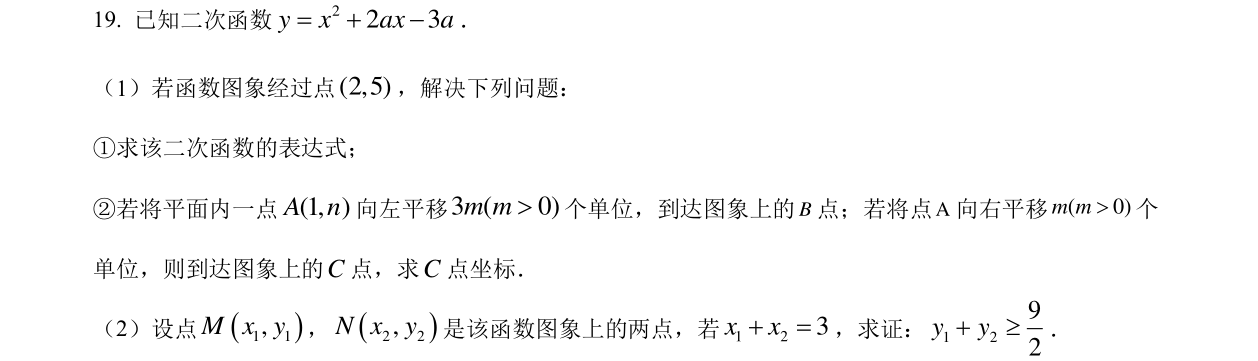 19. 已知二次函数 y = x² + 2ax − 3a .
（1）若函数图象经过点 (2,5) ，解决下列问题：
①求该二次函数的表达式；
②若将平面内一点 A(1,n) 向左平移 3m(m > 0) 个单位，到达图象上的 B 点；若将点 A 向右平移 m(m > 0) 个
单位，则到达图象上的 C 点，求 C 点坐标．
（2）设点 M (x₁, y₁)， N (x₂, y₂) 是该函数图象上的两点，若 x₁ + x₂ = 3 ，求证： y₁ + y₂ ≥ 9/2 .